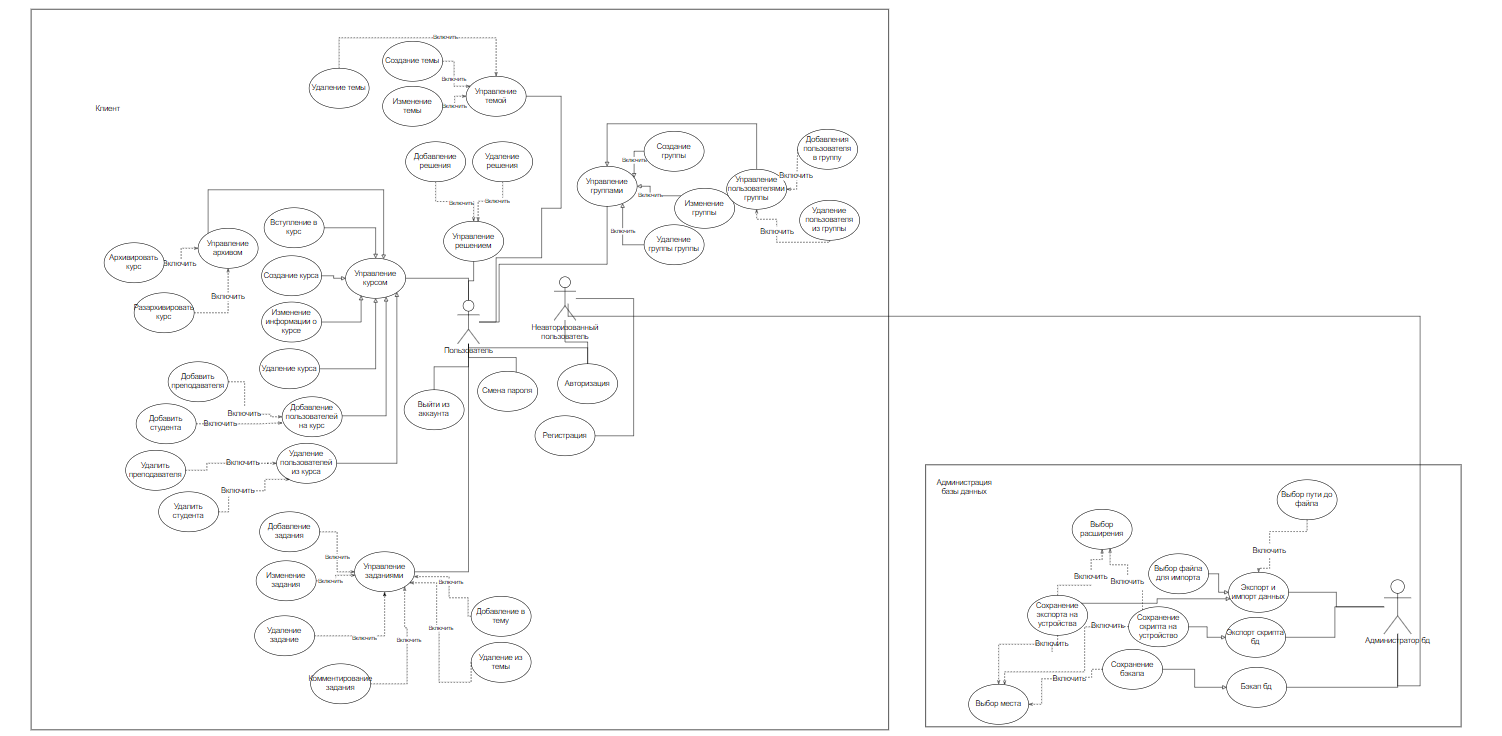 Включить
Создание темы
Включить
Удаление темы
Управление
темой
Изменение
темы
Включить
Клиент
Добавление
решения
Удаление
решения
Включить
Включить
Управление
решением
Создание
группы
Включить
Управление
группами
Включить
Изменение
группы
Включить
Удаление
группы группы
Управление
пользователями
группы
Добавления
пользователя
в группу
Включить
Удаление
пользователя
из группы
Включить
Вступление в
курс
Управление
архивом
Архивировать
курс
Включить
Разархивировать
курс
Включить
Создание курса
Управление
курсом
Изменение
информации о
курсе
Удаление курса
Пользователь
Неавторизованный
пользователь
Добавить
преподавателя
Включить
Добавить
студента
Включить
Добавление
пользователей
на курс
Выйти из
аккаунта
Смена пароля
Авторизация
Регистрация
Удалить
преподавателя
Включить
Удаление
пользователей
из курса
Включить
Удалить
студента
Добавление
задания
Включить
Изменение
задания
Включить
Управление
заданиями
Включить
Добавление в
тему
Удаление
задание
Включить
Включить
Включить
Удаление из
темы
Комментирование
задания
Администрация
базы данных
Выбор пути до
файла
Выбор
расширения
Включить
Включить
Включить
Выбор файла
для импорта
Экспорт и
импорт данных
Сохранение
экспорта на
устройства
Включить
Сохранение
скрипта на
устройство
Экспорт скрипта
бд
Администратор бд
Включить
Сохранение
бэкапа
Включить
Бэкап бд
Выбор места